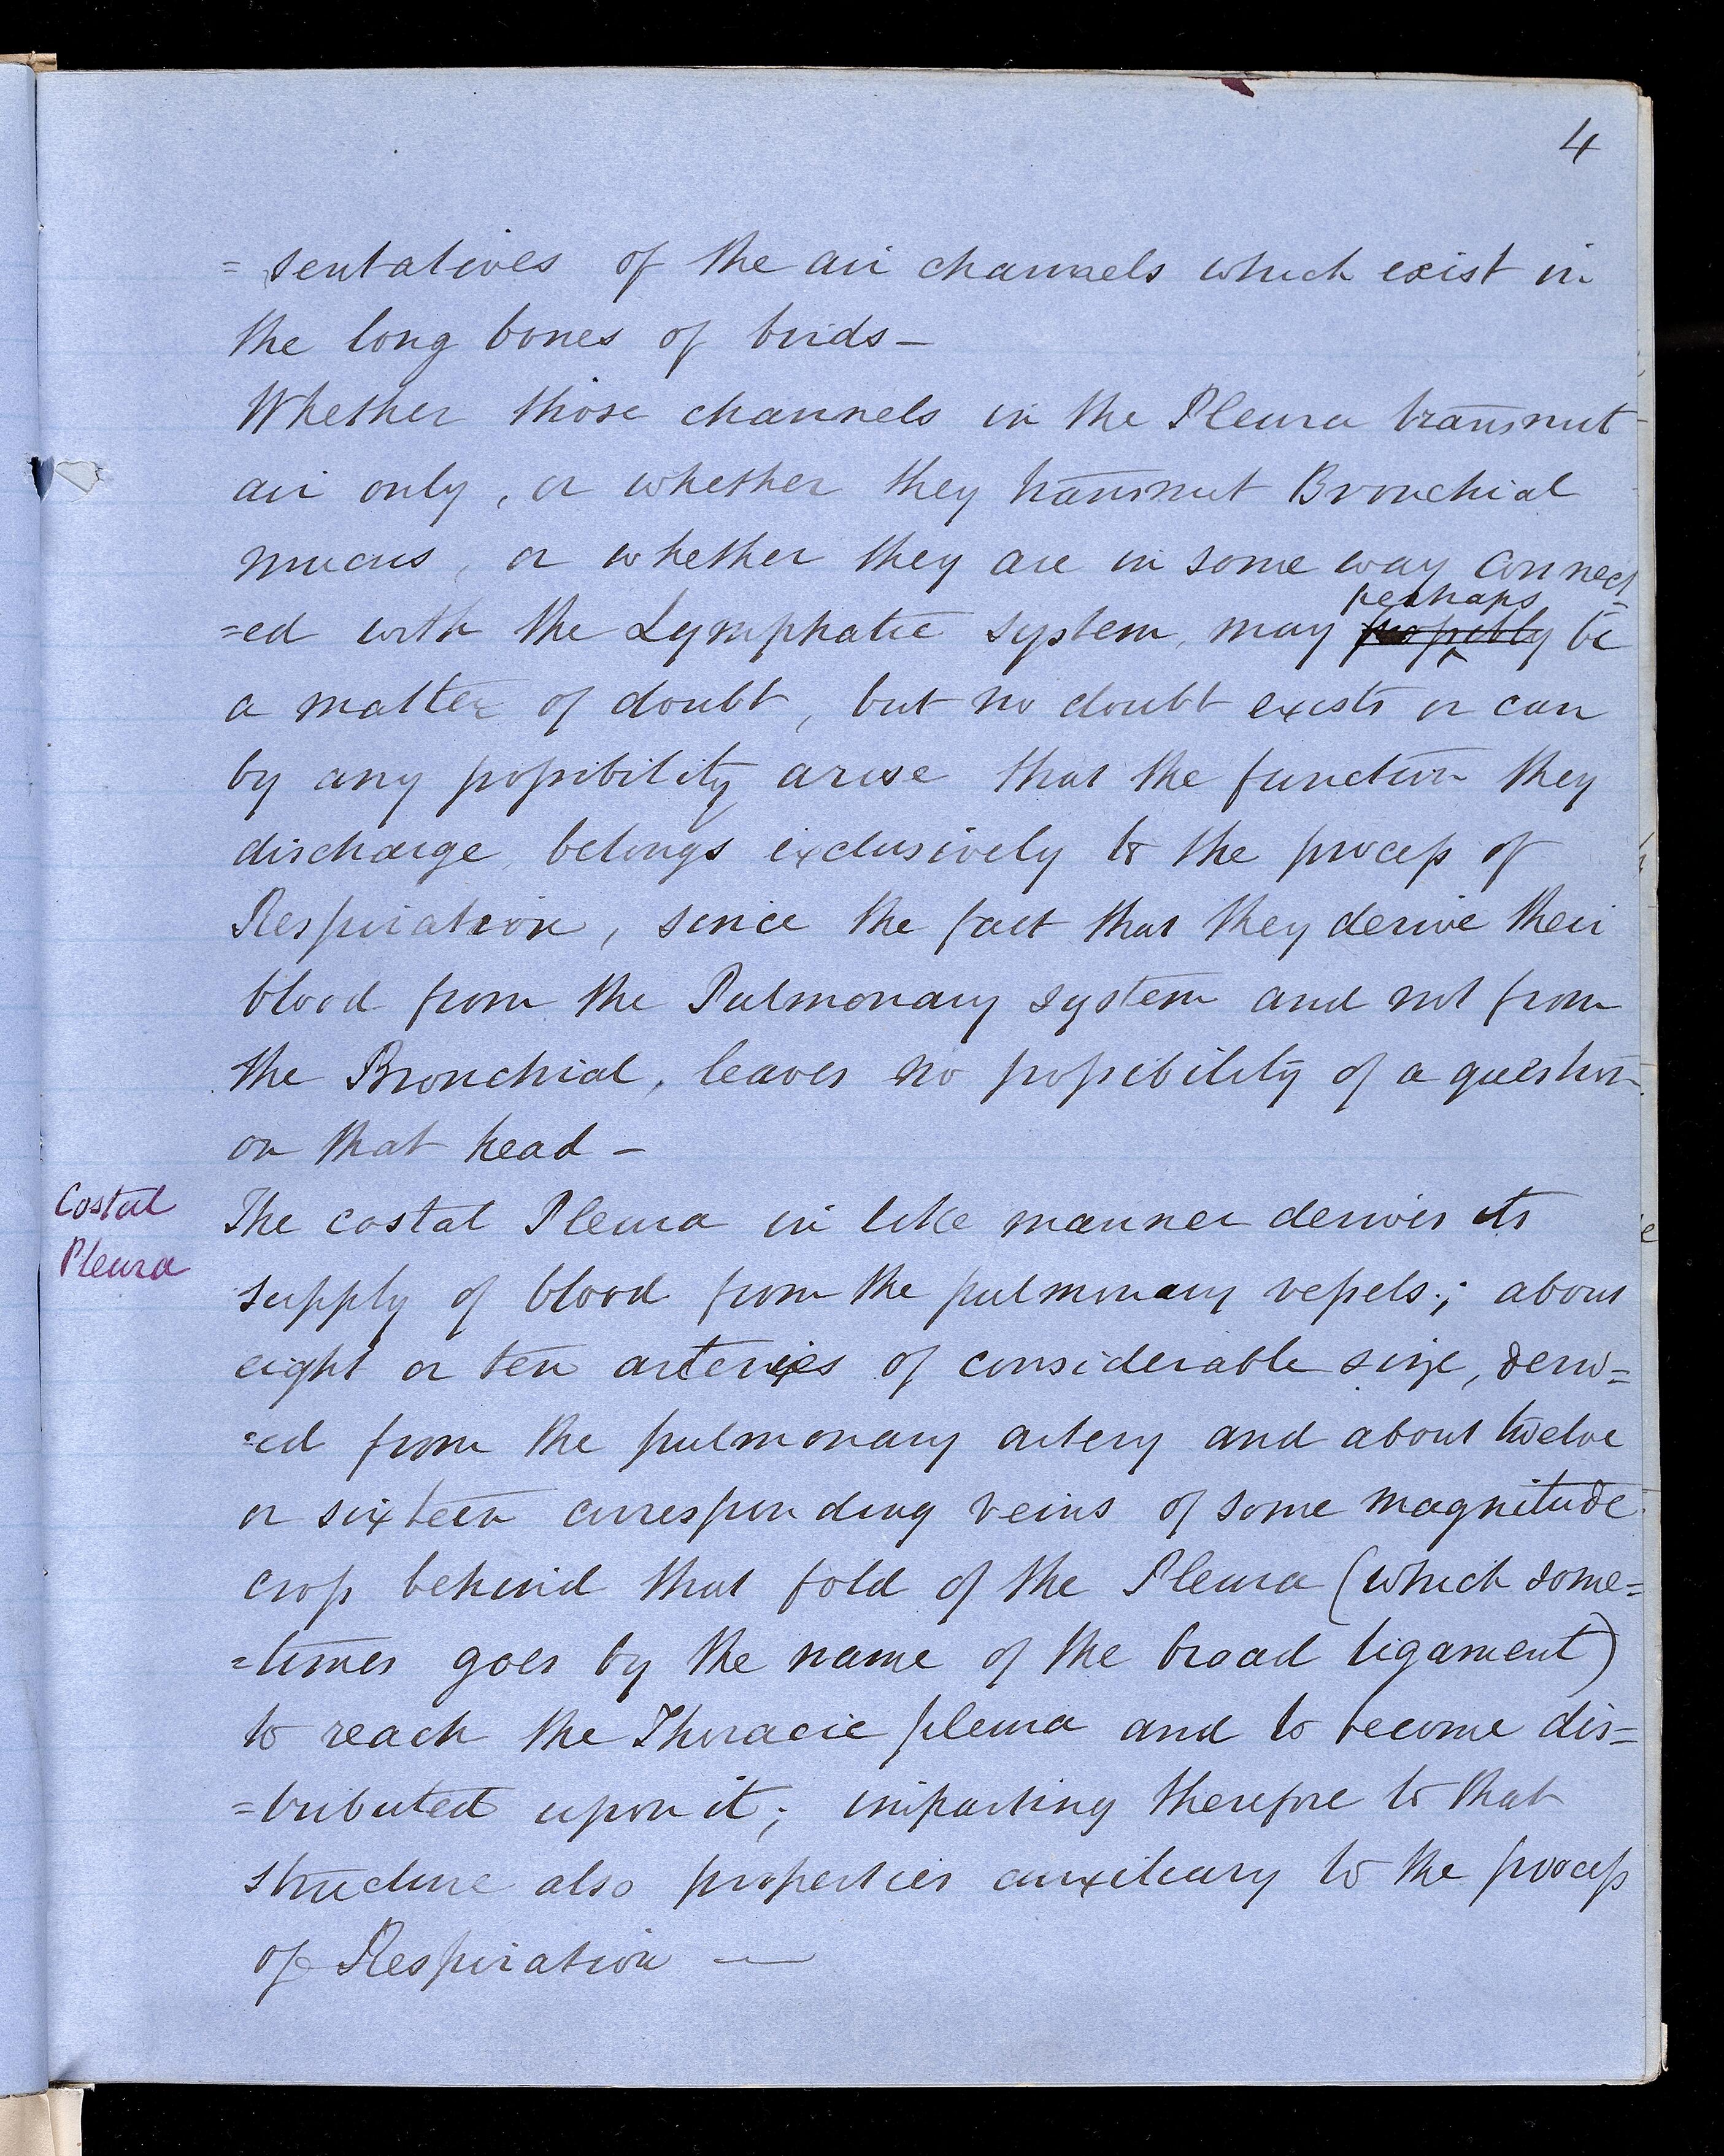 4
=sentatives of the air channels which exist in
the long bones of birds—
Whether those channels in the Pleura transmit
air only, or whether they transmit Bronchial
mucus, or whether they are in some way connect
perhaps
=ed with the Lymphatic system, may possibly be
a matter of doubt, but no doubt exists or can
by any possibility arise that the function they
discharge belongs exclusively to the process of
Respiration, since the fact that they derive their
blood from the Pulmonary system and not from
the Bronchial, leaves no possibility of a question
on that head—
Costal
Pleura
The costal Pleura in like manner derives its
supply of blood from the pulmonary vessels; about
eight or ten arteries of considerable size, deriv=
=ed from the pulmonary artery and about twelve
or sixteen corresponding veins of some magnitude
cross behind that fold of the Pleura (which some=
=times goes by the name of the broad ligament)
to reach the Thoracic pleura and to become dis=
=tributed upon it; imparting therefore to that
structure also properties auxiliary to the process
of Respiration —